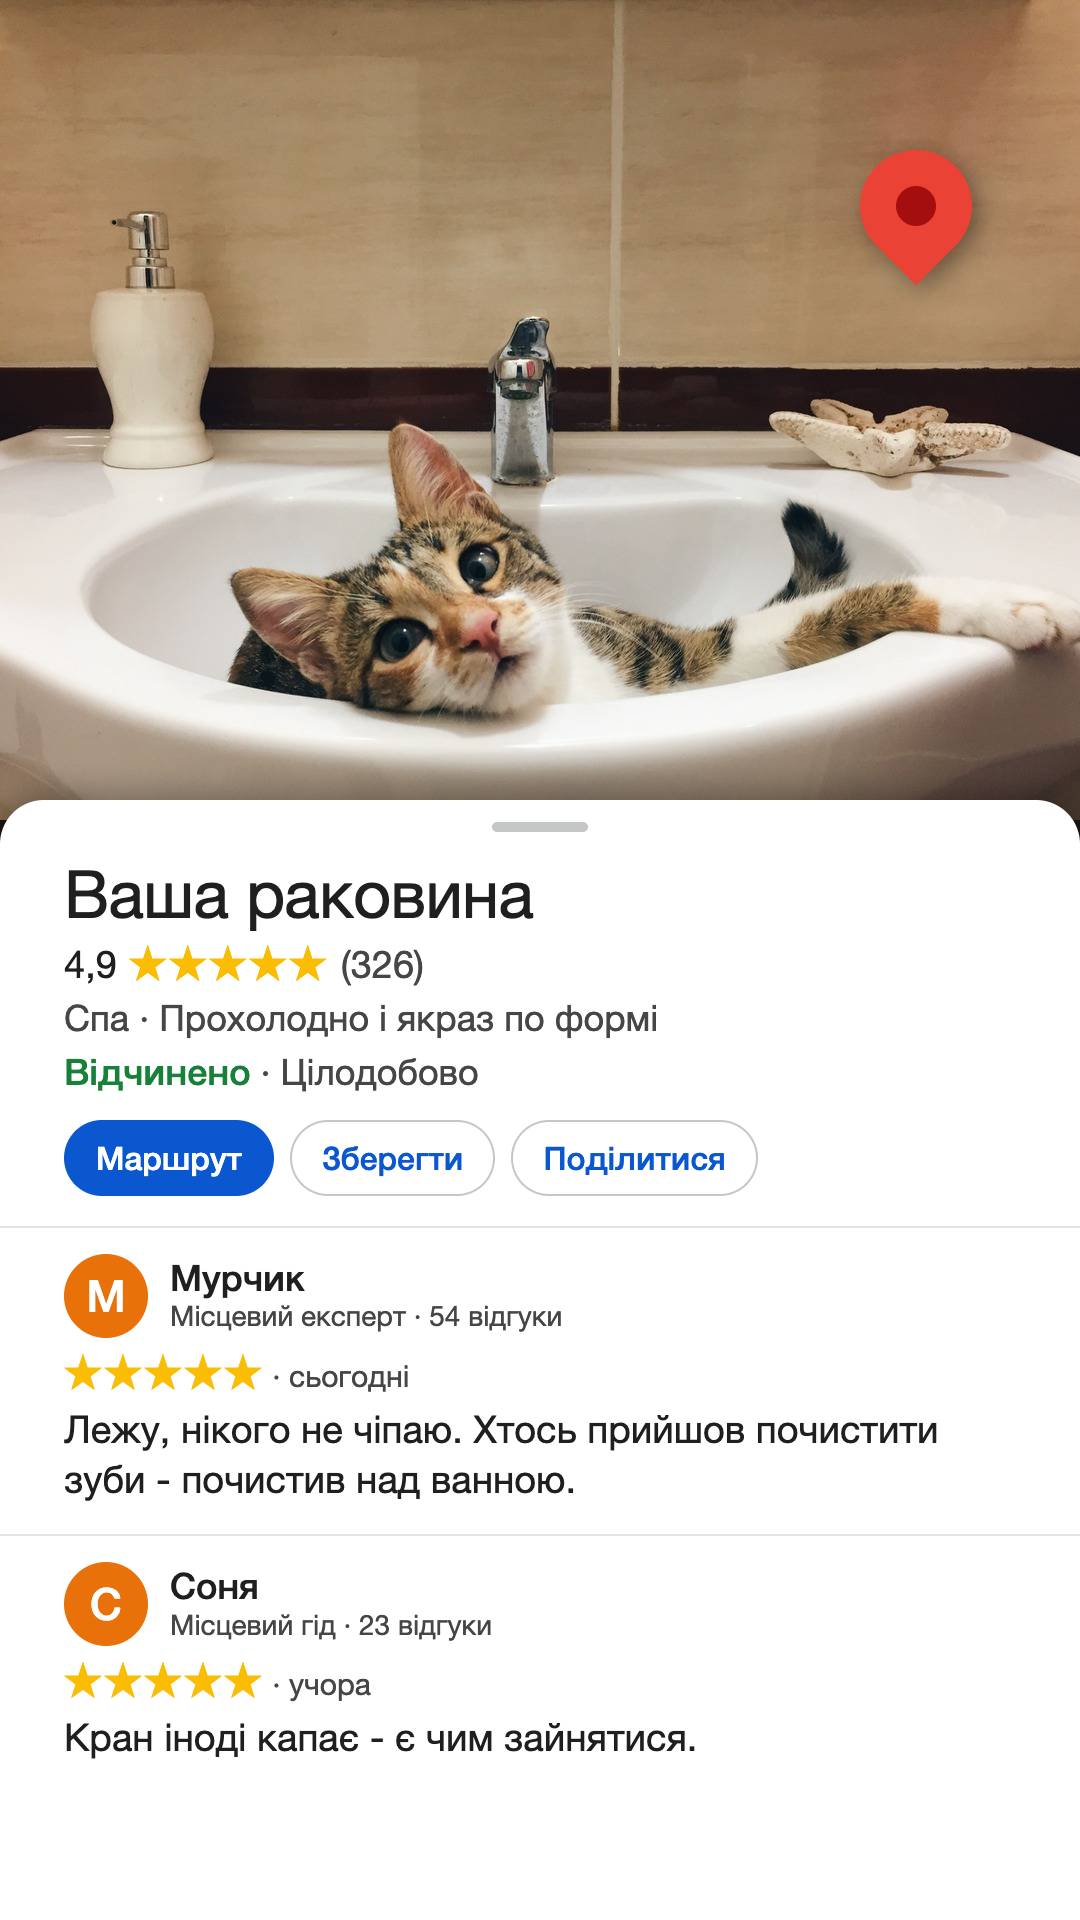 Ваша раковина
4,9 ★★★★★ (326)
Спа · Прохолодно і якраз по формі
Відчинено · Цілодобово
Маршрут Зберегти Поділитися
М Мурчик
Місцевий експерт · 54 відгуки
★★★★★ · сьогодні
Лежу, нікого не чіпаю. Хтось прийшов почистити
зуби - почистив над ванною.
С Соня
Місцевий гід · 23 відгуки
★★★★★ · учора
Кран іноді капає - є чим зайнятися.